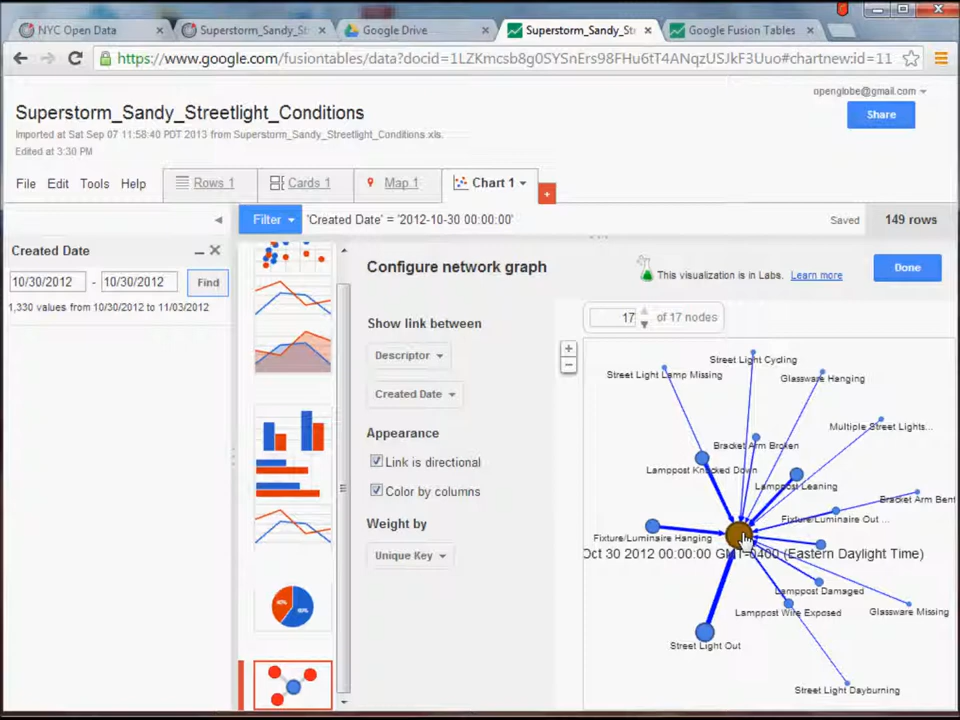 NYC Open Data
Superstorm_Sandy_St
Google Drive
Superstorm_Sandy_St
Google Fusion Tables
https://www.google.com/fusiontables/data?docid=1LZKmcsb8g0SYSnErs98FHu6tT4ANqzUSJkF3Uuo#chartnew:id=11
openglobe@gmail.com
Superstorm_Sandy_Streetlight_Conditions
Share
Imported at Sat Sep 07 11:58:40 PDT 2013 from Superstorm_Sandy_Streetlight_Conditions.xls.
Edited at 3:30 PM
File Edit Tools Help Rows 1 Cards 1 Map 1 Chart 1 +
Filter 'Created Date' = '2012-10-30 00:00:00' Saved 149 rows
Created Date
10/30/2012 - 10/30/2012 Find
1,330 values from 10/30/2012 to 11/03/2012
Configure network graph
This visualization is in Labs. Learn more
Done
Show link between
Descriptor
Created Date
Appearance
Link is directional
Color by columns
Weight by
Unique Key
17 of 17 nodes
+
−
Street Light Cycling
Street Light Lamp Missing
Glassware Hanging
Multiple Street Lights...
Bracket Arm Broken
Lamppost Knocked Down
Lamppost Leaning
Bracket Arm Bent
Fixture/Luminaire Out ...
Fixture/Luminaire Hanging
Oct 30 2012 00:00:00 GMT-0400 (Eastern Daylight Time)
Lamppost Damaged
Lamppost Wire Exposed
Glassware Missing
Street Light Out
Street Light Dayburning